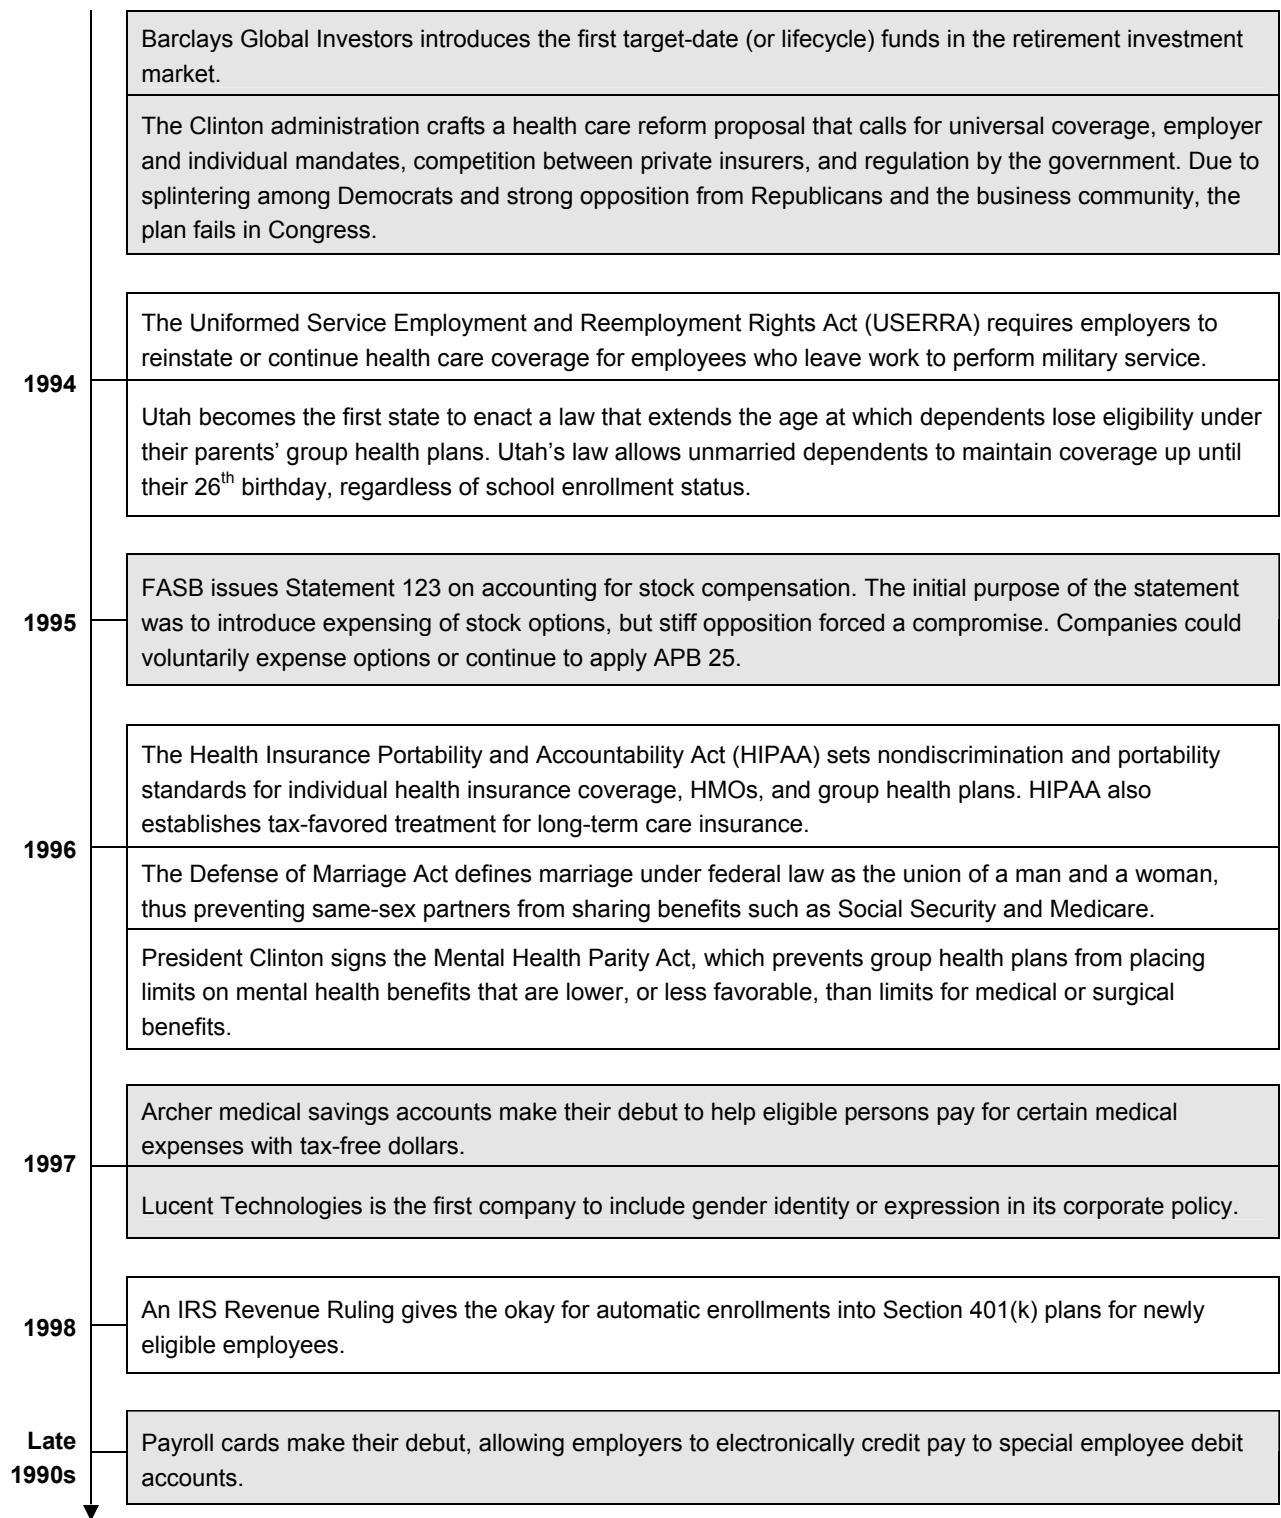 Barclays Global Investors introduces the first target-date (or lifecycle) funds in the retirement investment
market.
The Clinton administration crafts a health care reform proposal that calls for universal coverage, employer
and individual mandates, competition between private insurers, and regulation by the government. Due to
splintering among Democrats and strong opposition from Republicans and the business community, the
plan fails in Congress.
1994
The Uniformed Service Employment and Reemployment Rights Act (USERRA) requires employers to
reinstate or continue health care coverage for employees who leave work to perform military service.
Utah becomes the first state to enact a law that extends the age at which dependents lose eligibility under
their parents’ group health plans. Utah’s law allows unmarried dependents to maintain coverage up until
their 26th birthday, regardless of school enrollment status.
1995
FASB issues Statement 123 on accounting for stock compensation. The initial purpose of the statement
was to introduce expensing of stock options, but stiff opposition forced a compromise. Companies could
voluntarily expense options or continue to apply APB 25.
1996
The Health Insurance Portability and Accountability Act (HIPAA) sets nondiscrimination and portability
standards for individual health insurance coverage, HMOs, and group health plans. HIPAA also
establishes tax-favored treatment for long-term care insurance.
The Defense of Marriage Act defines marriage under federal law as the union of a man and a woman,
thus preventing same-sex partners from sharing benefits such as Social Security and Medicare.
President Clinton signs the Mental Health Parity Act, which prevents group health plans from placing
limits on mental health benefits that are lower, or less favorable, than limits for medical or surgical
benefits.
1997
Archer medical savings accounts make their debut to help eligible persons pay for certain medical
expenses with tax-free dollars.
Lucent Technologies is the first company to include gender identity or expression in its corporate policy.
1998
An IRS Revenue Ruling gives the okay for automatic enrollments into Section 401(k) plans for newly
eligible employees.
Late
1990s
Payroll cards make their debut, allowing employers to electronically credit pay to special employee debit
accounts.